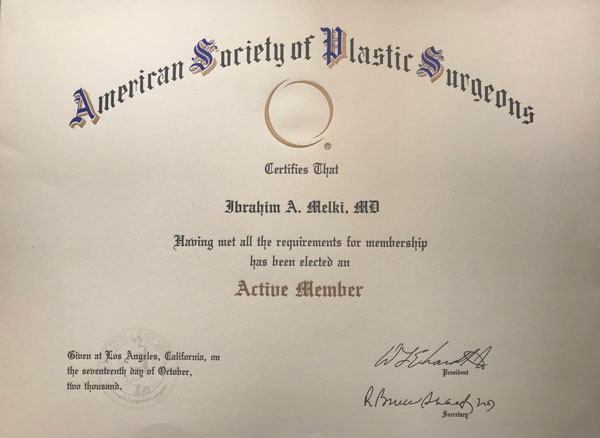 American Society of Plastic Surgeons
®
Certifies That
Ibrahim A. Melki, MD
Having met all the requirements for membership
has been elected an
Active Member
Given at Los Angeles, California, on
the seventeenth day of October,
two thousand.
President
R. Bruce
Secretary